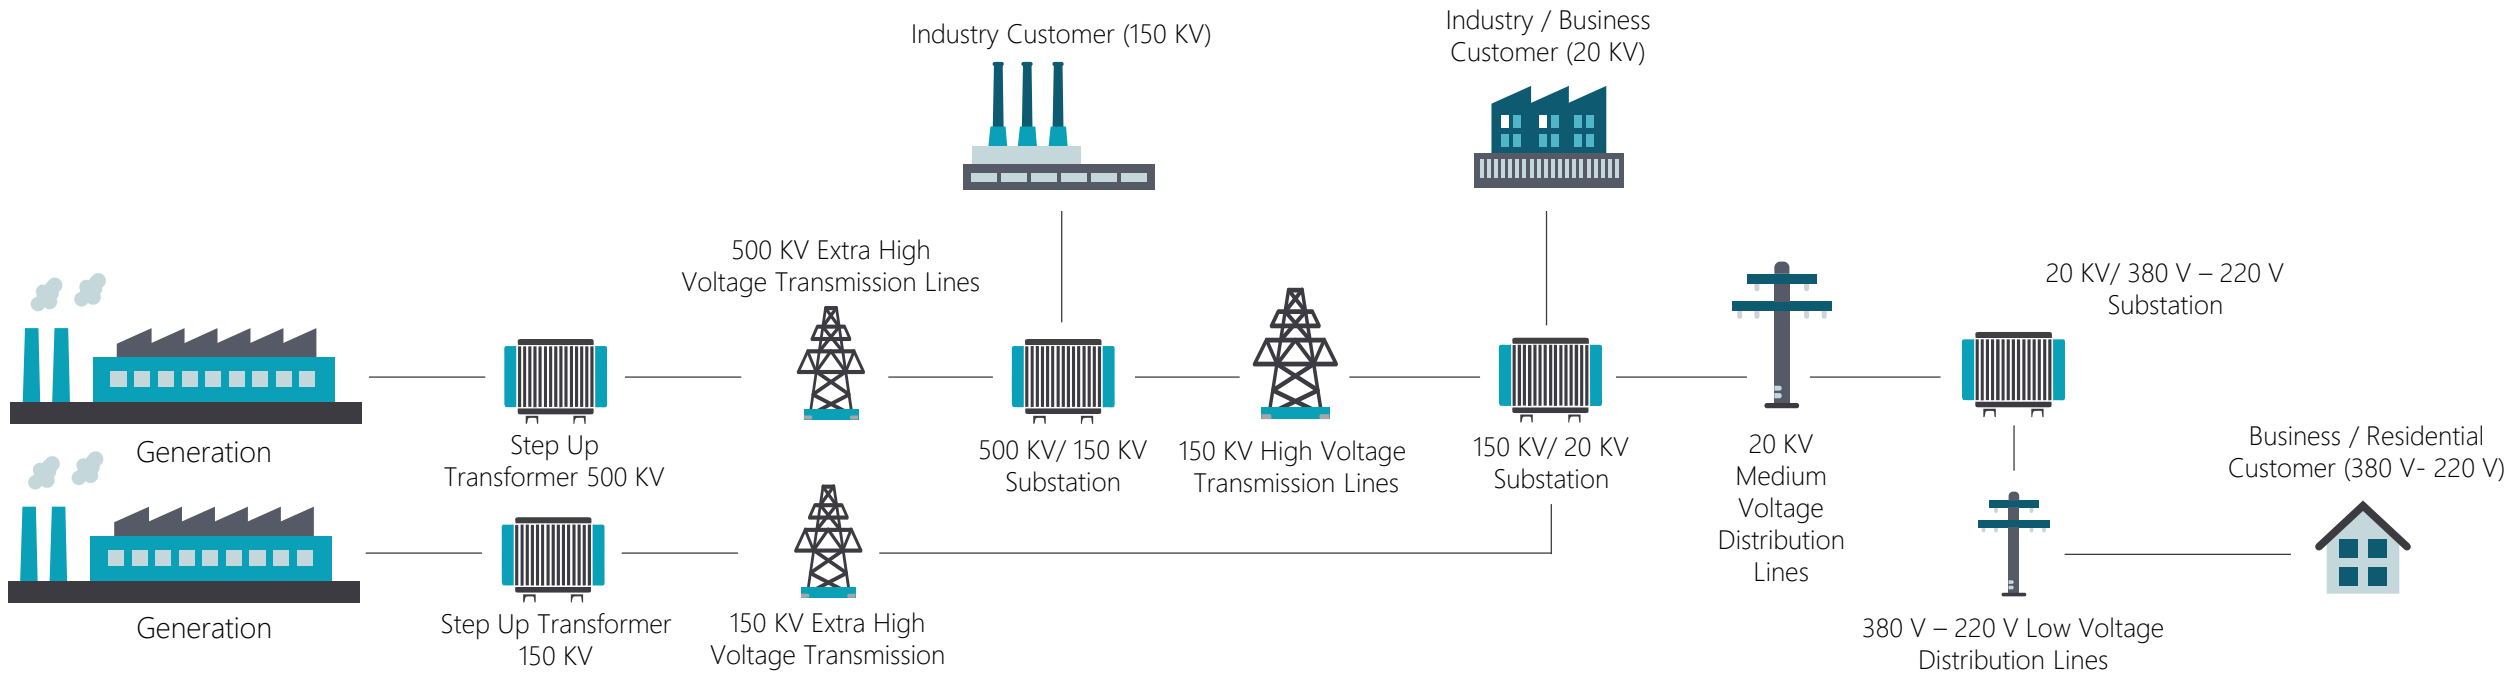 Industry Customer (150 KV)
Industry / Business
Customer (20 KV)
500 KV Extra High
Voltage Transmission Lines
20 KV/ 380 V – 220 V
Substation
Generation
Step Up
Transformer 500 KV
500 KV/ 150 KV
Substation
150 KV High Voltage
Transmission Lines
150 KV/ 20 KV
Substation
20 KV
Medium
Voltage
Distribution
Lines
Business / Residential
Customer (380 V- 220 V)
Generation
Step Up Transformer
150 KV
150 KV Extra High
Voltage Transmission
380 V – 220 V Low Voltage
Distribution Lines